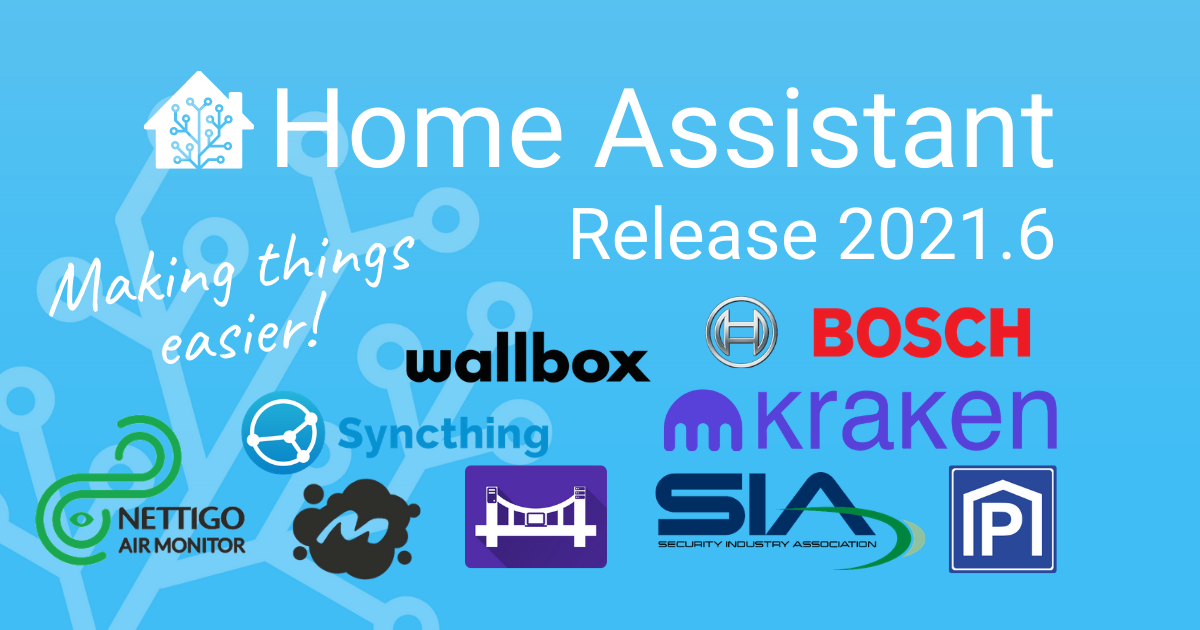 Home Assistant
Release 2021.6
Making things
easier!
wallbox
BOSCH
Syncthing
kraken
NETTIGO
AIR MONITOR
SIA
SECURITY INDUSTRY ASSOCIATION
P